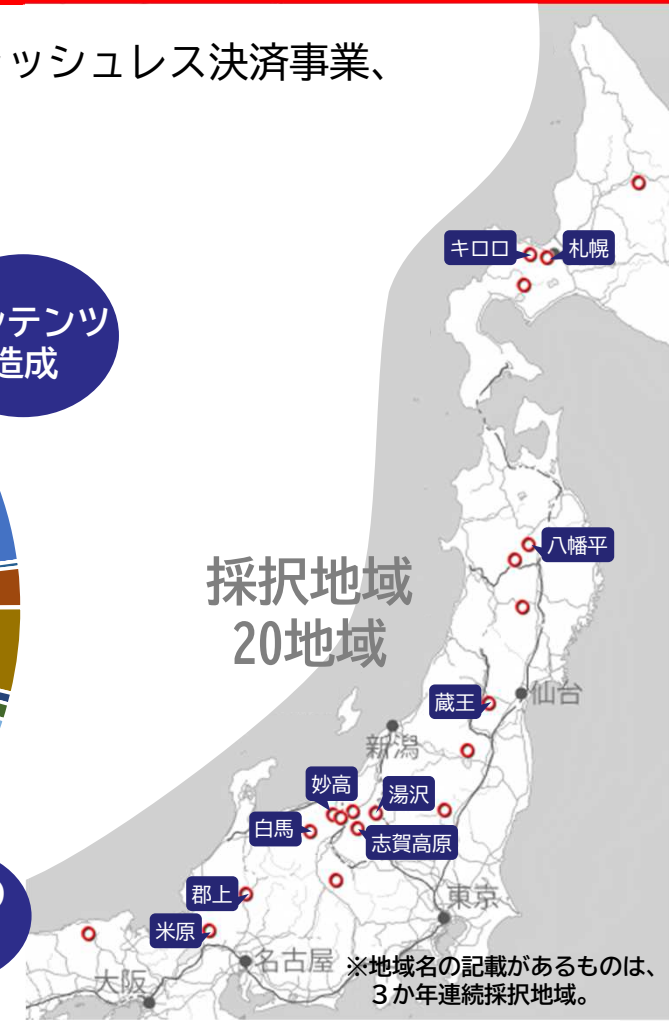 ッシュレス決済事業、
キロロ
札幌
ンテンツ
造成
八幡平
採択地域
20地域
蔵王
仙台
新潟
妙高
湯沢
白馬
志賀高原
郡上
東京
米原
名古屋
大阪
※地域名の記載があるものは、
３か年連続採択地域。